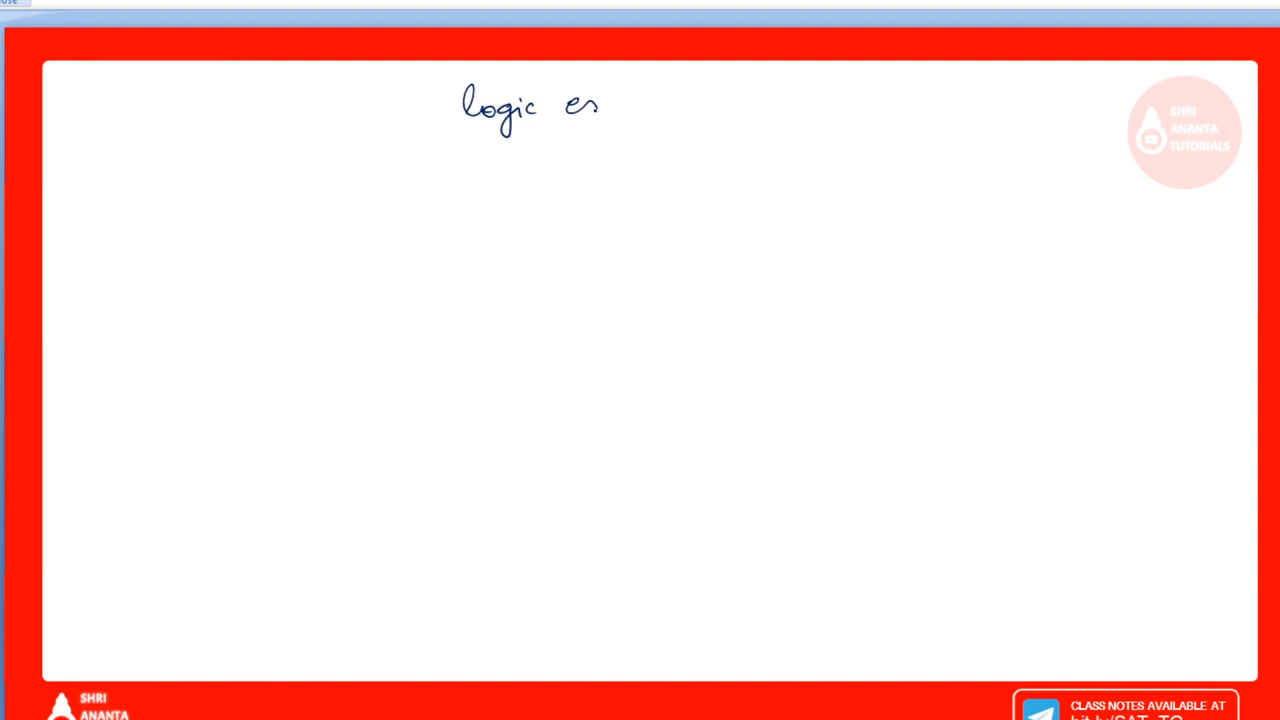 logic es
SHRI
ANANTA
TUTORIALS
SHRI
ANANTA
CLASS NOTES AVAILABLE AT